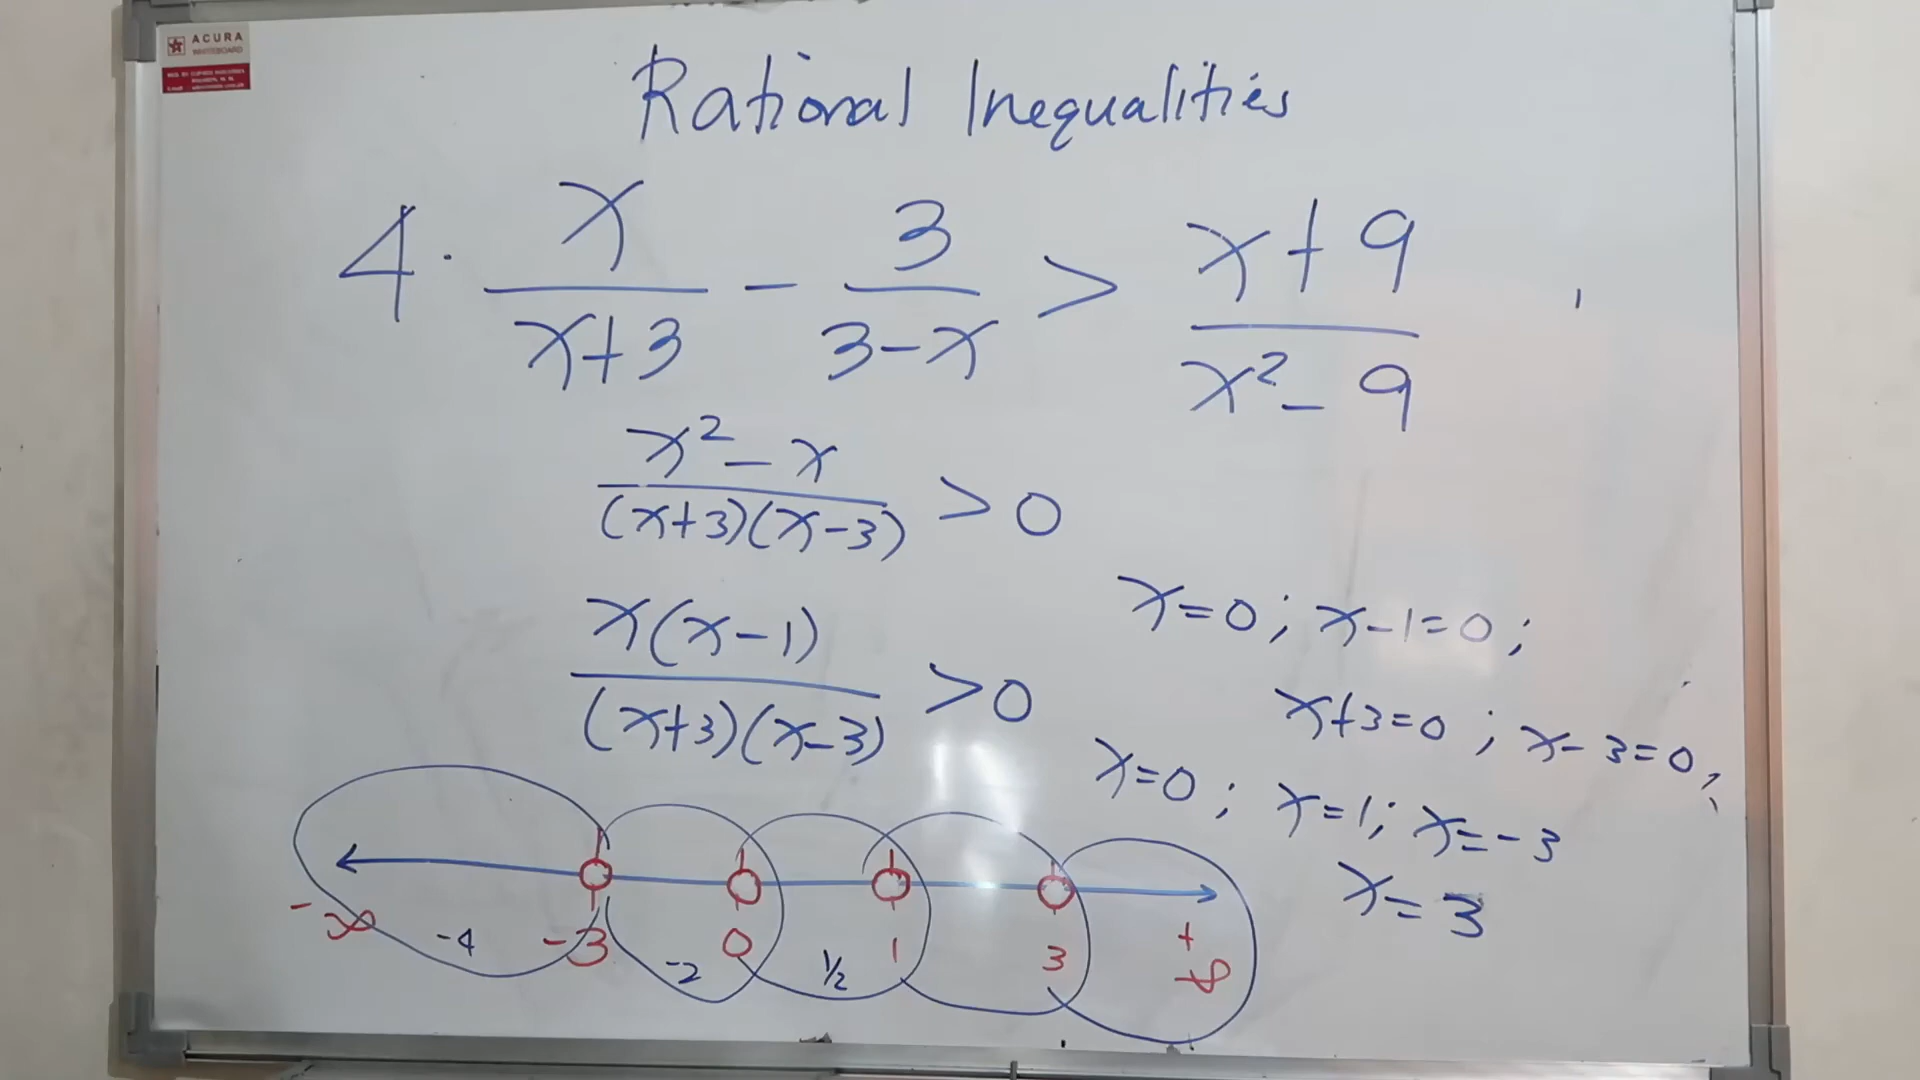 ACURA
WHITEBOARD
Rational Inequalities
4. x/(x+3) - 3/(3-x) > (x+9)/(x²-9)
(x²-x)/((x+3)(x-3)) > 0
x=0; x-1=0;
x(x-1)/((x+3)(x-3)) > 0
x+3=0; x-3=0;
x=0; x=1; x=-3
x=3
-∞ -4 -3 -2 0 1/2 1 3 +∞